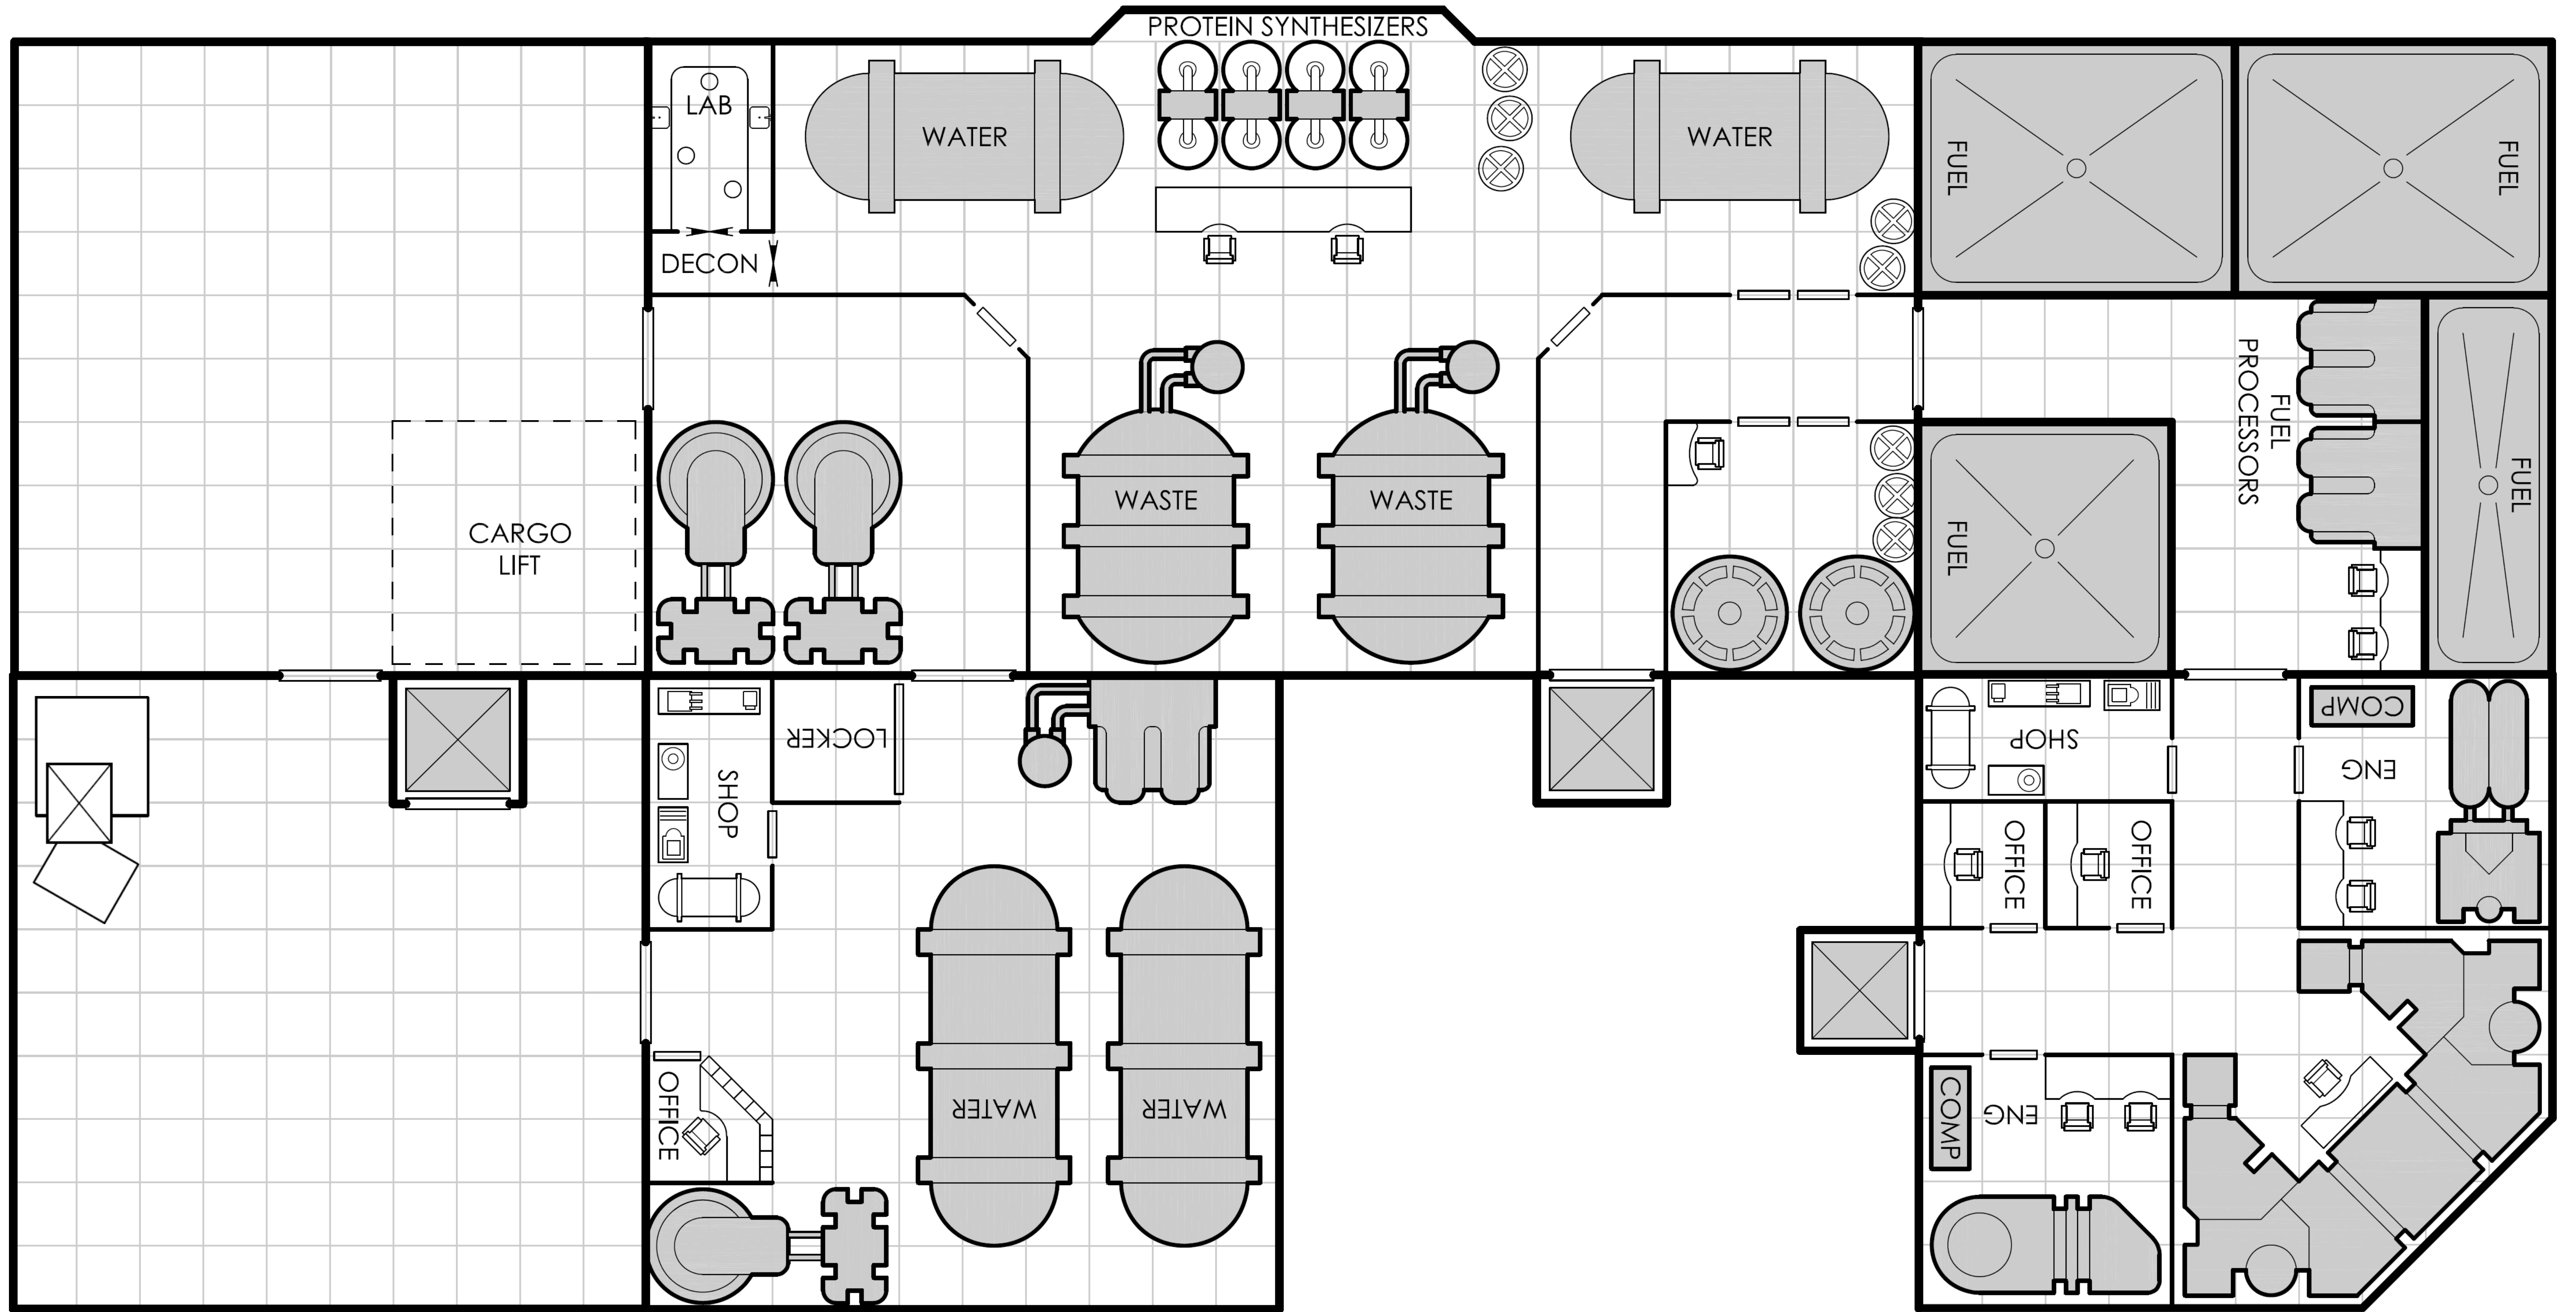 PROTEIN SYNTHESIZERS
LAB
WATER
WATER
FUEL
FUEL
DECON
FUEL
PROCESSORS
FUEL
WASTE
WASTE
CARGO
LIFT
FUEL
LOCKER
SHOP
SHOP
COMP
ENG
OFFICE
OFFICE
OFFICE
WATER
WATER
COMP
ENG